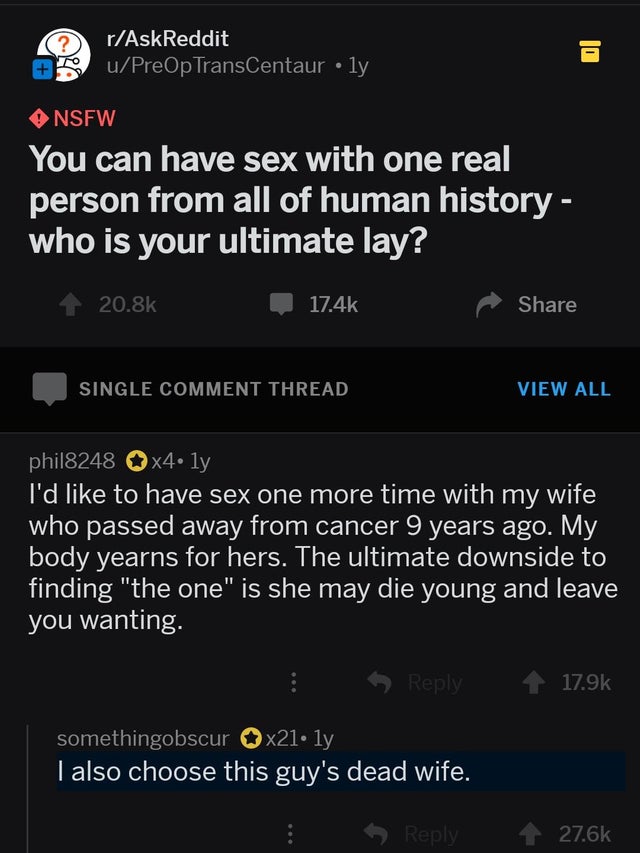 r/AskReddit
u/PreOpTransCentaur • 1y
NSFW
You can have sex with one real
person from all of human history -
who is your ultimate lay?
20.8k 17.4k Share
SINGLE COMMENT THREAD VIEW ALL
phil8248 x4• 1y
I'd like to have sex one more time with my wife
who passed away from cancer 9 years ago. My
body yearns for hers. The ultimate downside to
finding "the one" is she may die young and leave
you wanting.
Reply 17.9k
somethingobscur x21• 1y
I also choose this guy's dead wife.
Reply 27.6k